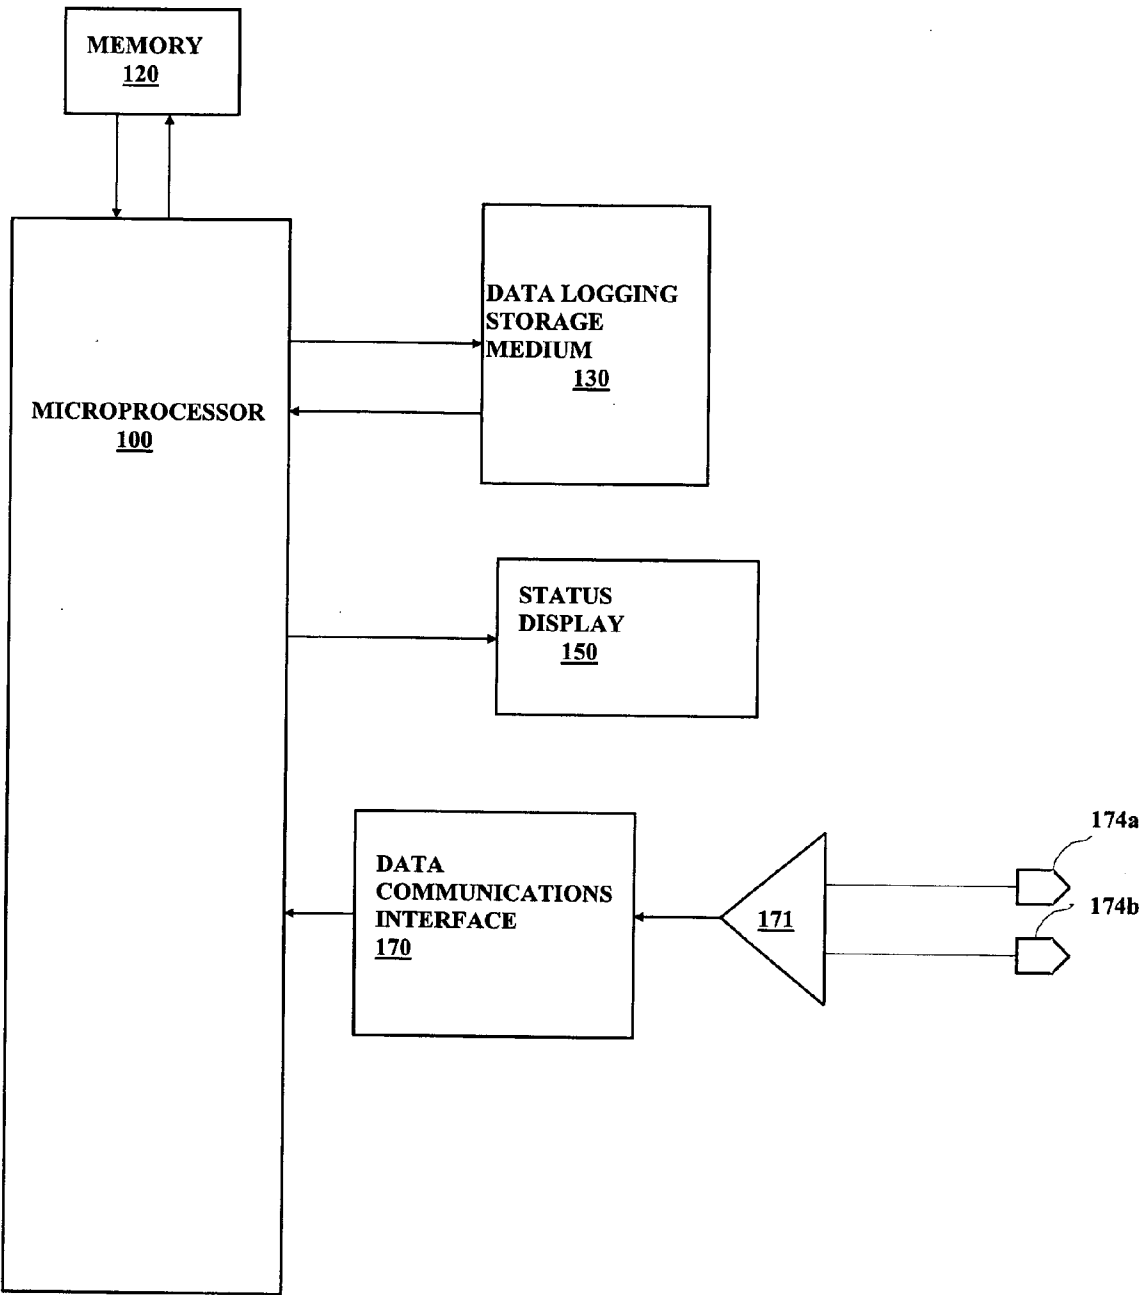 MEMORY
120
DATA LOGGING
STORAGE
MEDIUM
130
MICROPROCESSOR
100
STATUS
DISPLAY
150
DATA
COMMUNICATIONS
INTERFACE
170
171
174a
174b